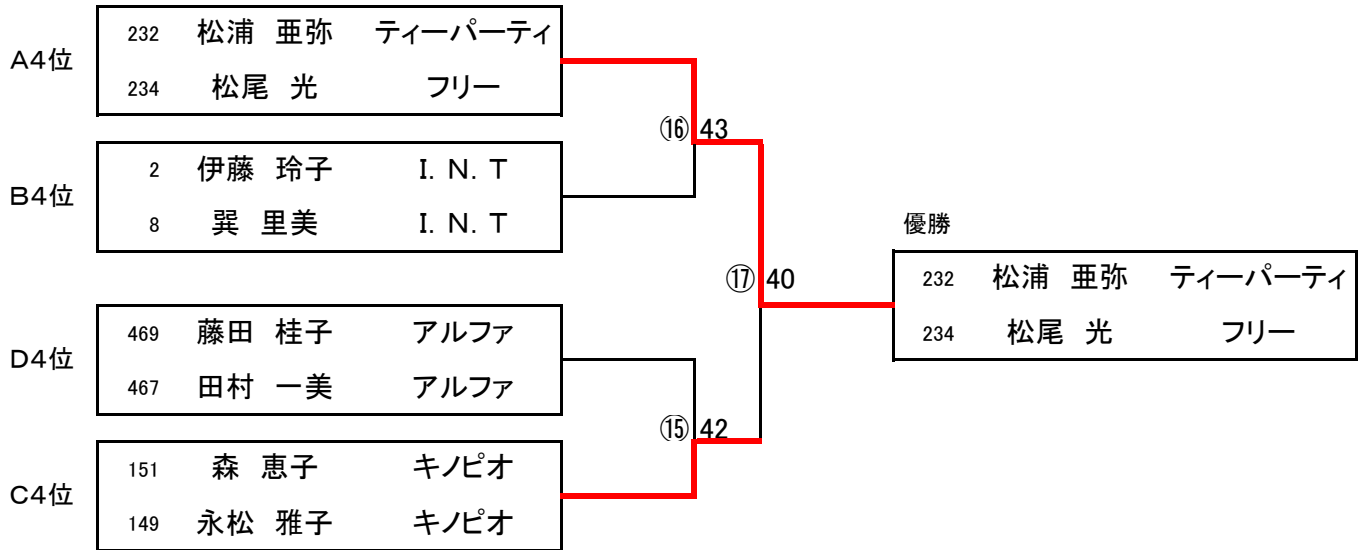 A4位
232 松浦 亜弥 ティーパーティ
234 松尾 光 フリー
⑯ 43
B4位
2 伊藤 玲子 I. N. T
8 巽 里美 I. N. T
優勝
⑰ 40
232 松浦 亜弥 ティーパーティ
234 松尾 光 フリー
D4位
469 藤田 桂子 アルファ
467 田村 一美 アルファ
⑮ 42
C4位
151 森 恵子 キノピオ
149 永松 雅子 キノピオ